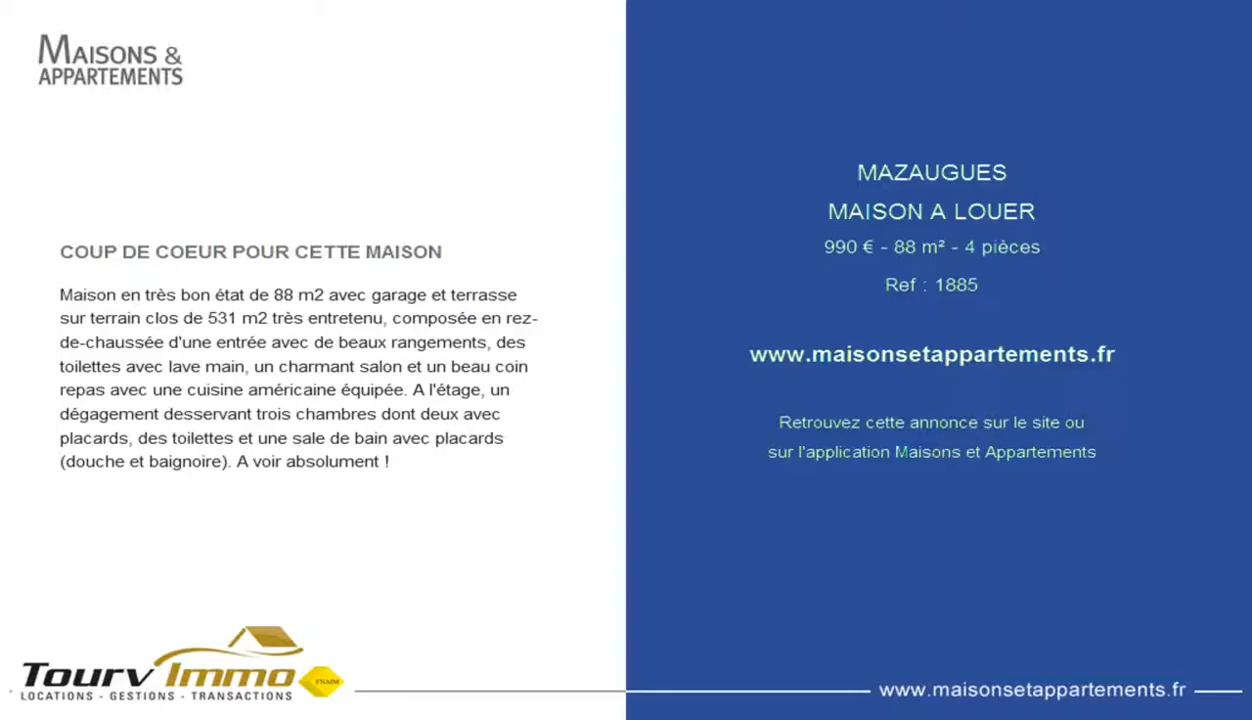 MAISONS &
APPARTEMENTS
COUP DE COEUR POUR CETTE MAISON
Maison en très bon état de 88 m2 avec garage et terrasse
sur terrain clos de 531 m2 très entretenu, composée en rez-
de-chaussée d'une entrée avec de beaux rangements, des
toilettes avec lave main, un charmant salon et un beau coin
repas avec une cuisine américaine équipée. A l'étage, un
dégagement desservant trois chambres dont deux avec
placards, des toilettes et une sale de bain avec placards
(douche et baignoire). A voir absolument !
Tourv Immo
FNAIM
LOCATIONS - GESTIONS - TRANSACTIONS
MAZAUGUES
MAISON A LOUER
990 € - 88 m² - 4 pièces
Ref : 1885
www.maisonsetappartements.fr
Retrouvez cette annonce sur le site ou
sur l'application Maisons et Appartements
www.maisonsetappartements.fr